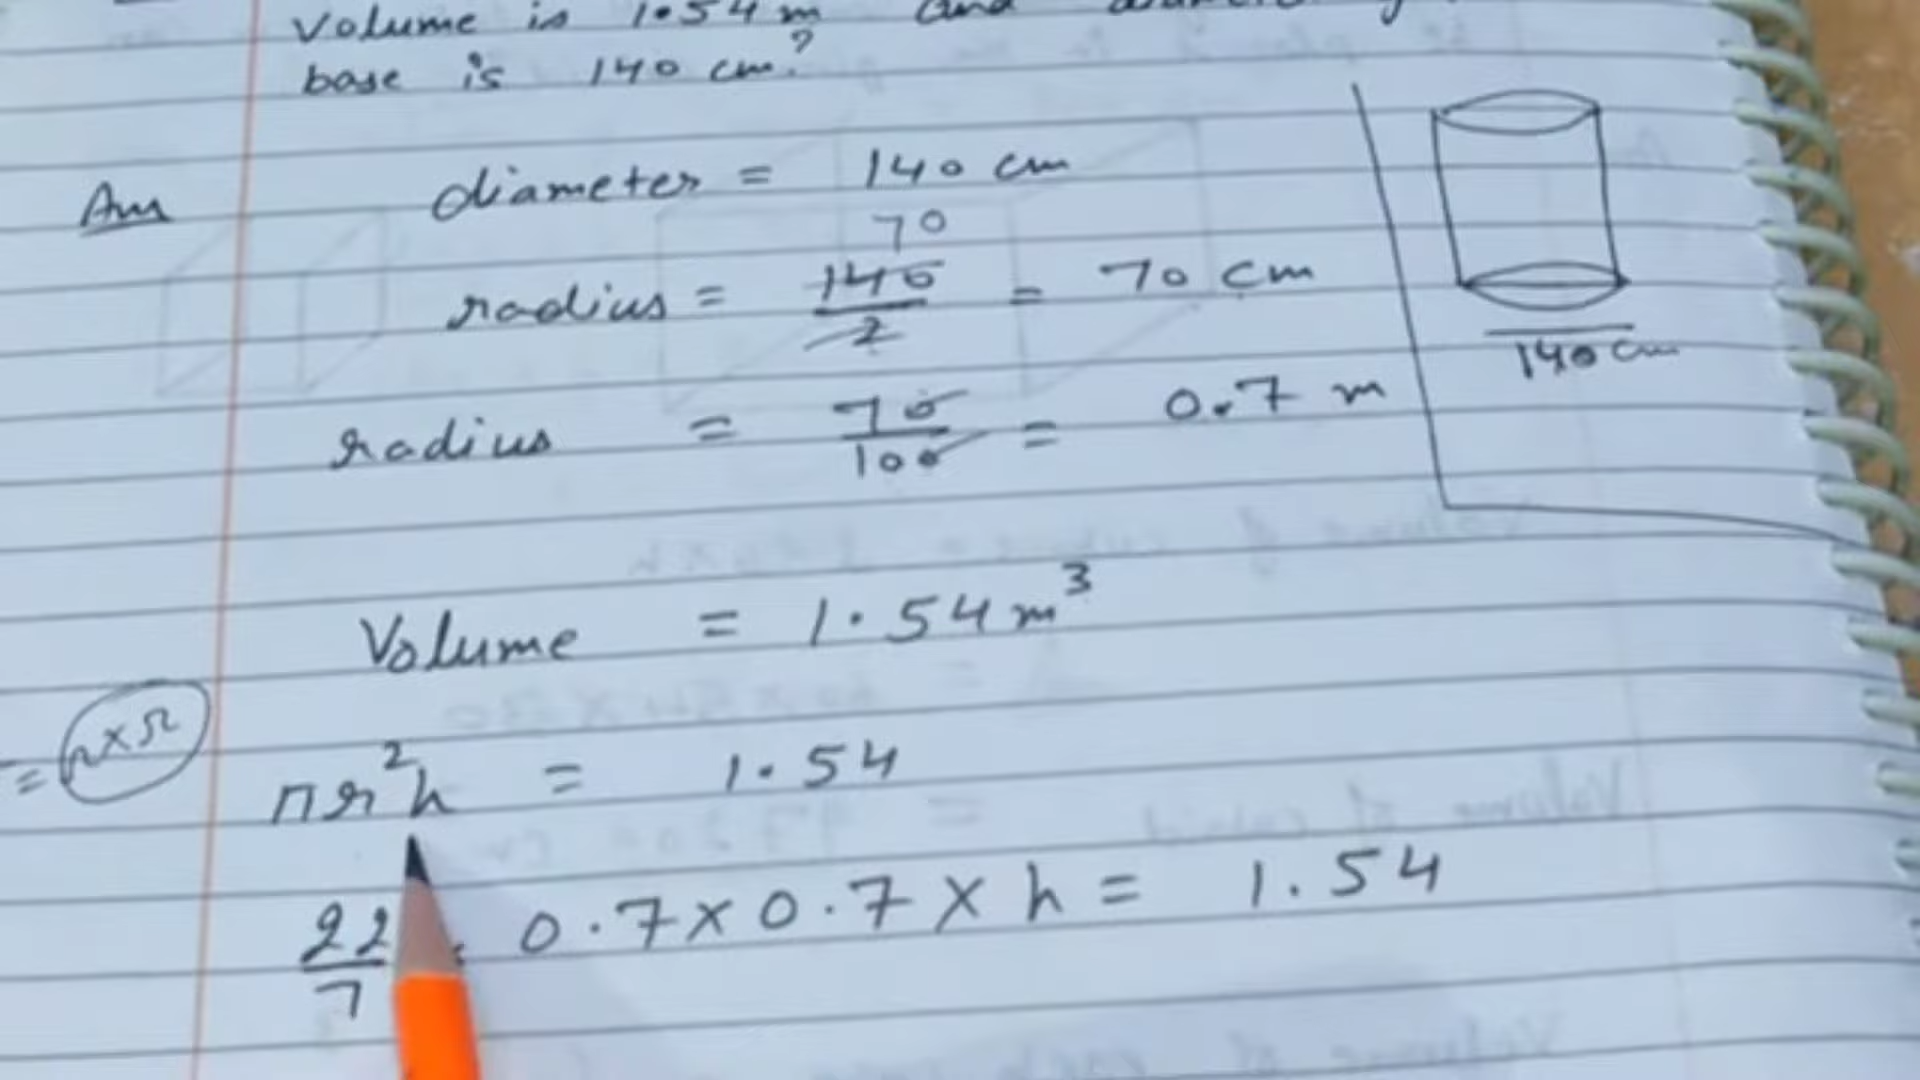 Volume is 1.54 m and
base is 140 cm?
Ans diameter = 140 cm
70
radius = 140/2 = 70 cm
140 cm
radius = 70/100 = 0.7 m
Volume = 1.54 m³
= r×r
πr²h = 1.54
22/7 × 0.7 × 0.7 × h = 1.54